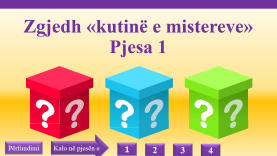 Zgjedh «kutinë e mistereve»
Pjesa 1
? ? ? ? ? ?
Përfundimi Kalo në pjesën e 1 2 3 4